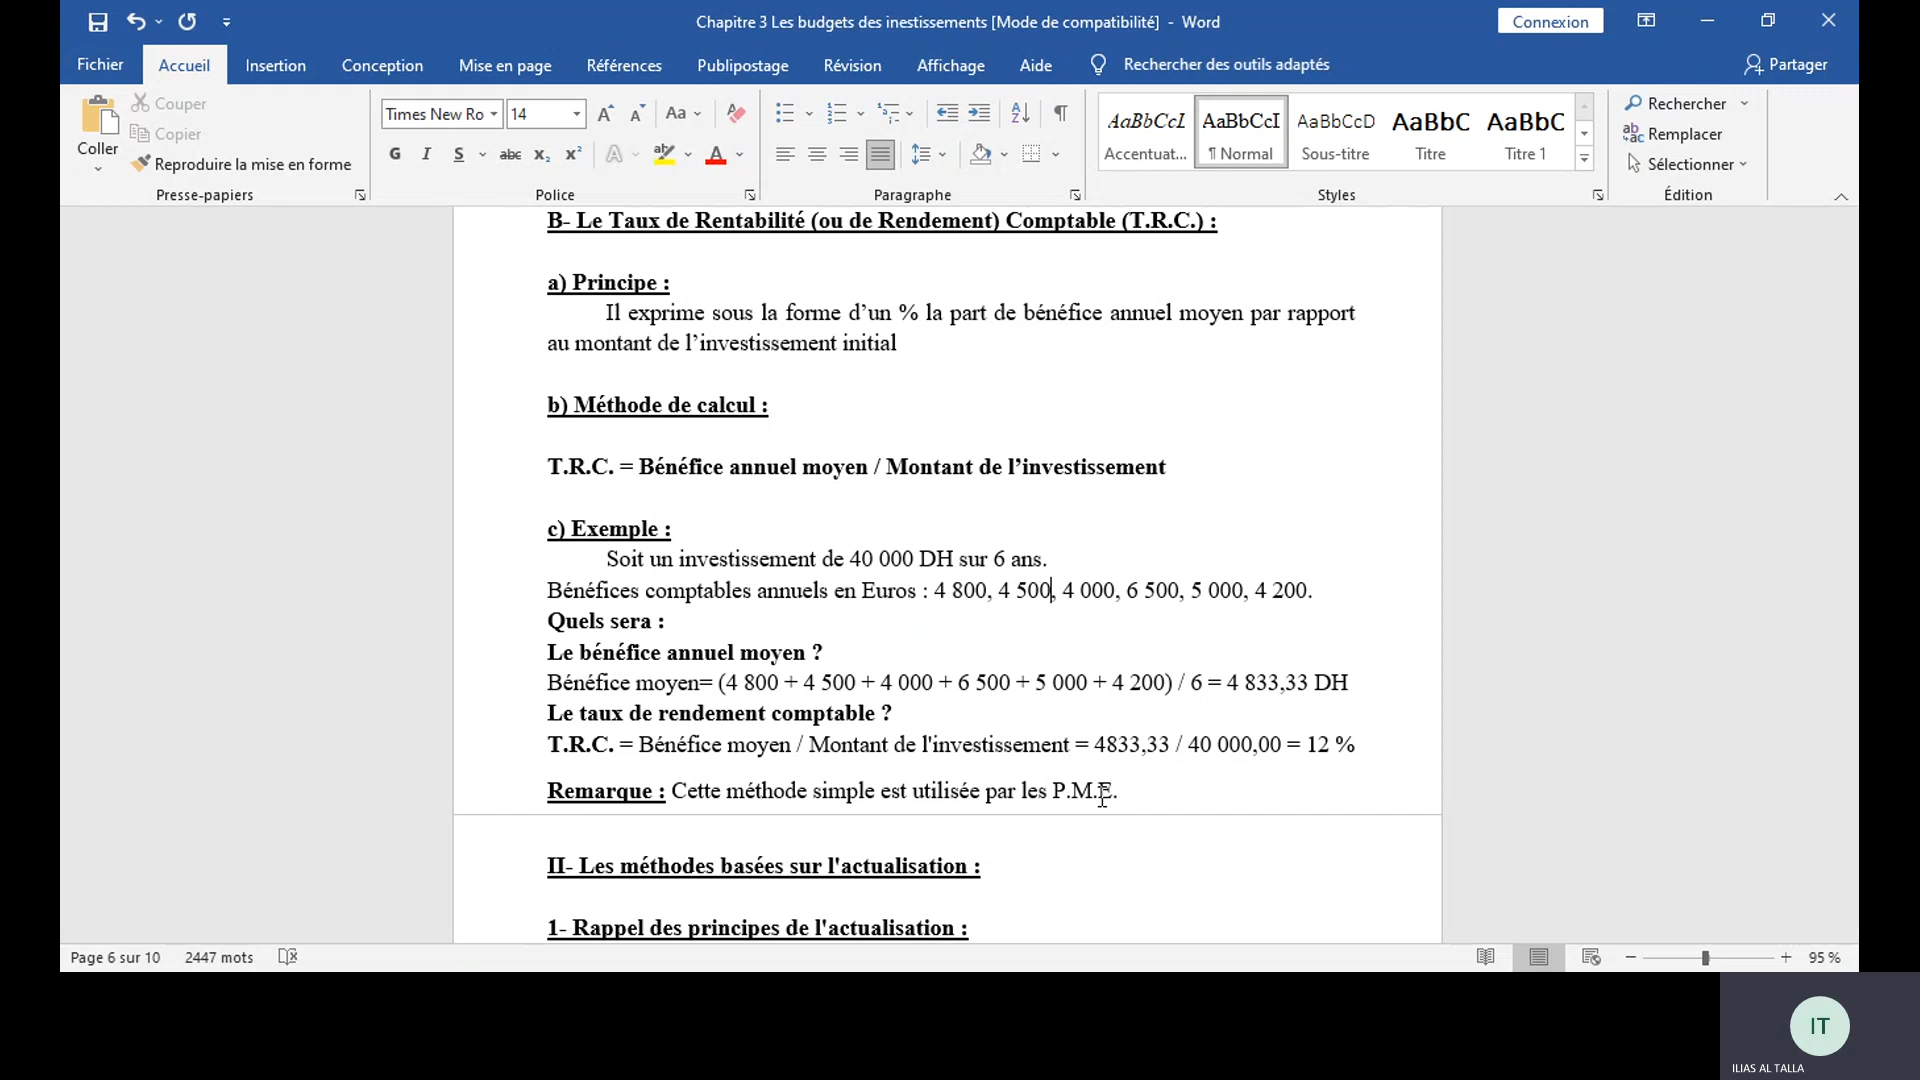 Chapitre 3 Les budgets des inestissements [Mode de compatibilité] - Word
Connexion
Fichier Accueil Insertion Conception Mise en page Références Publipostage Révision Affichage Aide Rechercher des outils adaptés Partager
Coller
Couper
Copier
Reproduire la mise en forme
Presse-papiers
Times New Ro 14
Aa
G I S abc x₂ x² A A
Police
Paragraphe
AaBbCcI AaBbCcI AaBbCcD AaBbC AaBbC
Accentuat... ¶ Normal Sous-titre Titre Titre 1
Styles
Rechercher
Remplacer
Sélectionner
Édition
B- Le Taux de Rentabilité (ou de Rendement) Comptable (T.R.C.) :
a) Principe :
Il exprime sous la forme d’un % la part de bénéfice annuel moyen par rapport
au montant de l’investissement initial
b) Méthode de calcul :
T.R.C. = Bénéfice annuel moyen / Montant de l’investissement
c) Exemple :
Soit un investissement de 40 000 DH sur 6 ans.
Bénéfices comptables annuels en Euros : 4 800, 4 500, 4 000, 6 500, 5 000, 4 200.
Quels sera :
Le bénéfice annuel moyen ?
Bénéfice moyen= (4 800 + 4 500 + 4 000 + 6 500 + 5 000 + 4 200) / 6 = 4 833,33 DH
Le taux de rendement comptable ?
T.R.C. = Bénéfice moyen / Montant de l'investissement = 4833,33 / 40 000,00 = 12 %
Remarque : Cette méthode simple est utilisée par les P.M.E.
II- Les méthodes basées sur l'actualisation :
1- Rappel des principes de l'actualisation :
Page 6 sur 10 2447 mots
95 %
IT
ILIAS AL TALLA